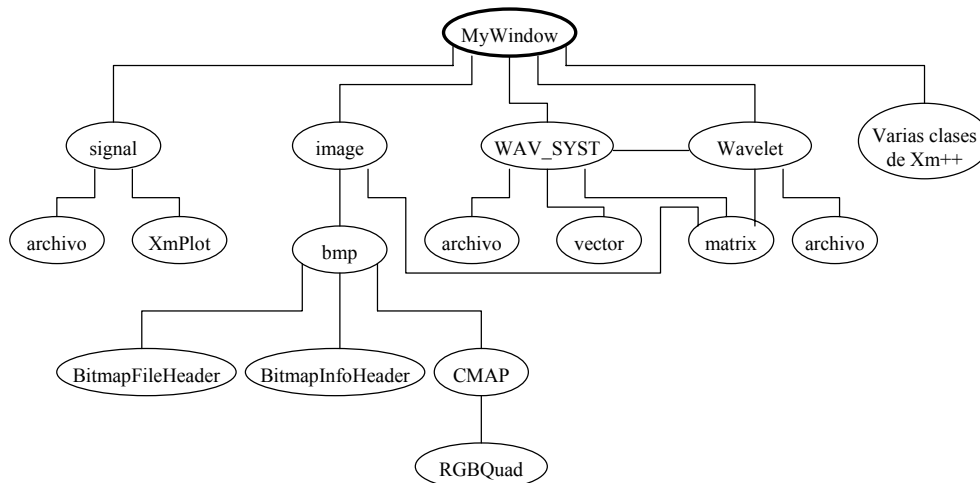 MyWindow
signal
image
WAV_SYST
Wavelet
Varias clases
de Xm++
archivo
XmPlot
bmp
archivo
vector
matrix
archivo
BitmapFileHeader
BitmapInfoHeader
CMAP
RGBQuad